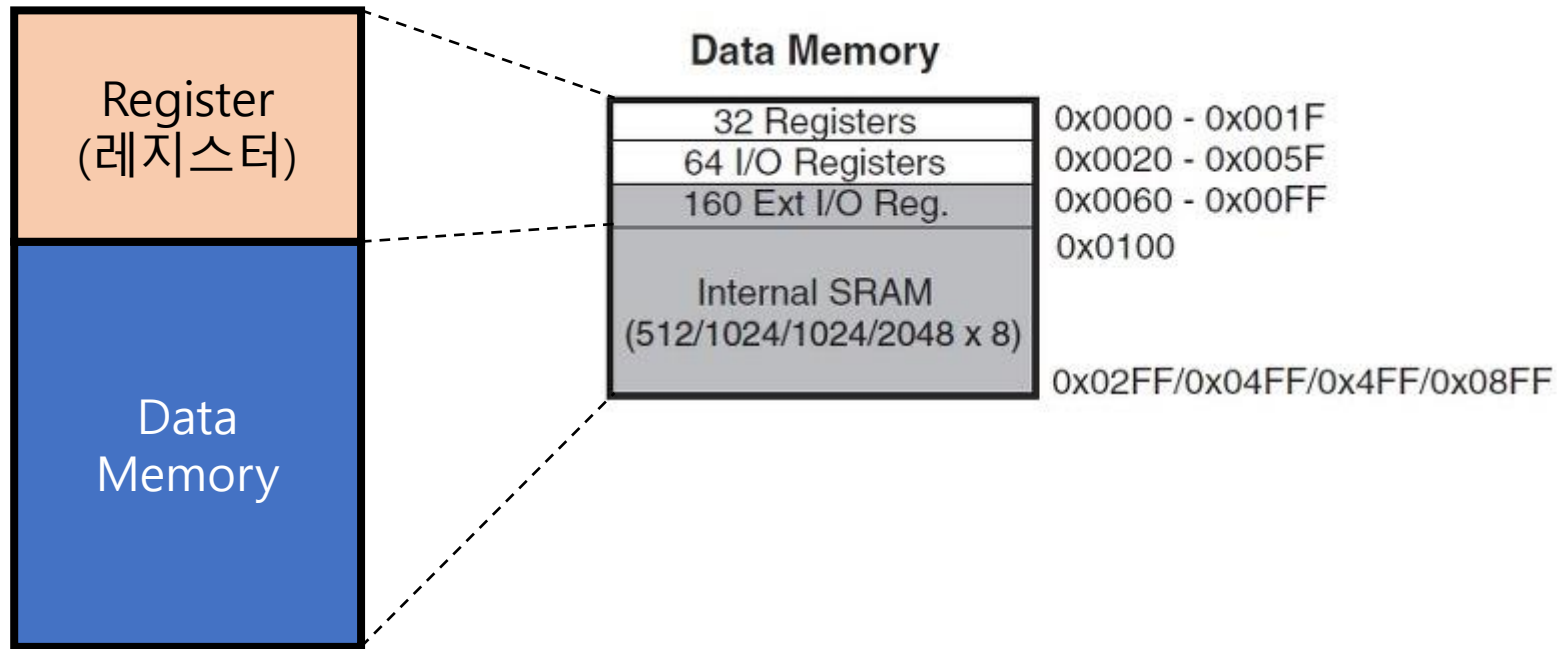 Register
(레지스터)
Data
Memory
Data Memory
32 Registers
0x0000 - 0x001F
64 I/O Registers
0x0020 - 0x005F
160 Ext I/O Reg.
0x0060 - 0x00FF
0x0100
Internal SRAM
(512/1024/1024/2048 x 8)
0x02FF/0x04FF/0x4FF/0x08FF